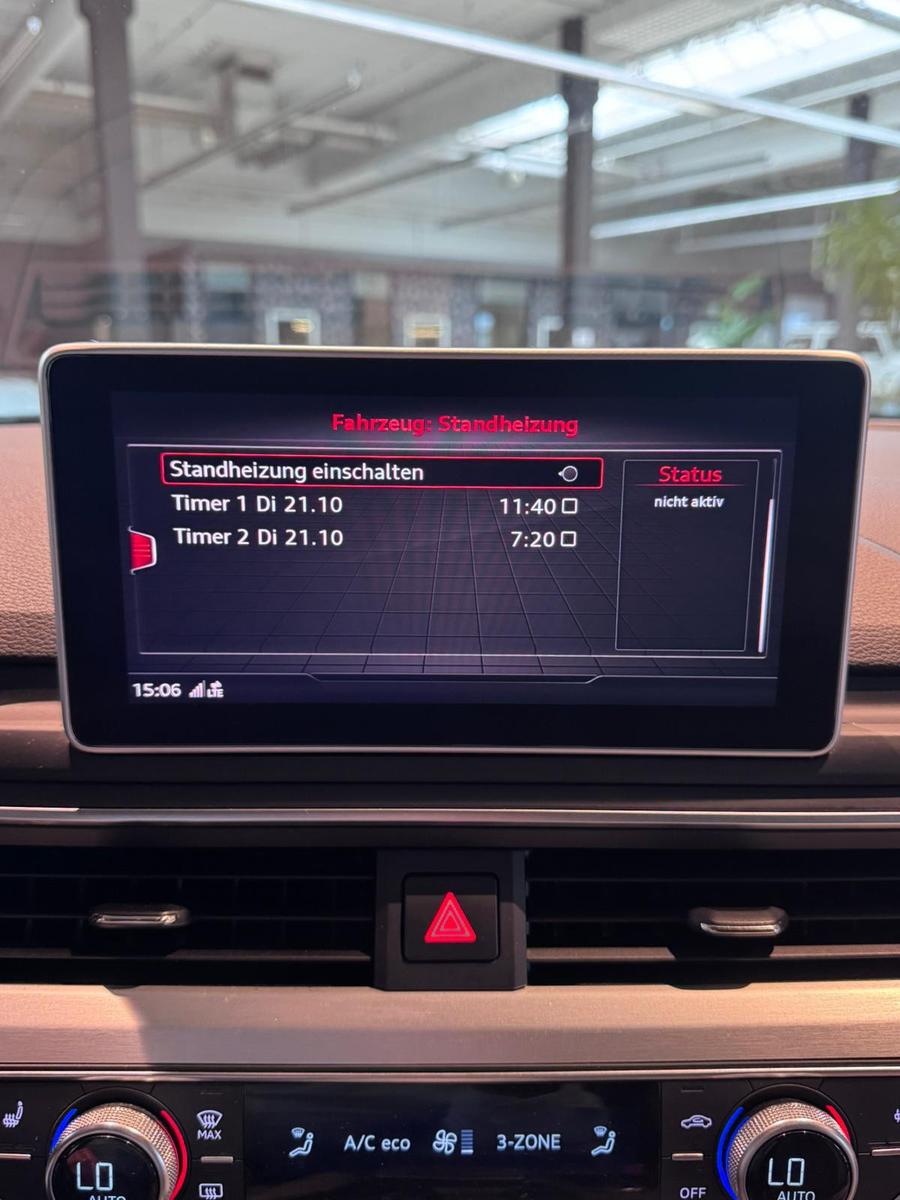 Fahrzeug: Standheizung
Standheizung einschalten
Timer 1 Di 21.10 11:40
Timer 2 Di 21.10 7:20
Status
nicht aktiv
15:06 LTE
MAX
A/C eco
3-ZONE
OFF
LO
AUTO
LO
AUTO